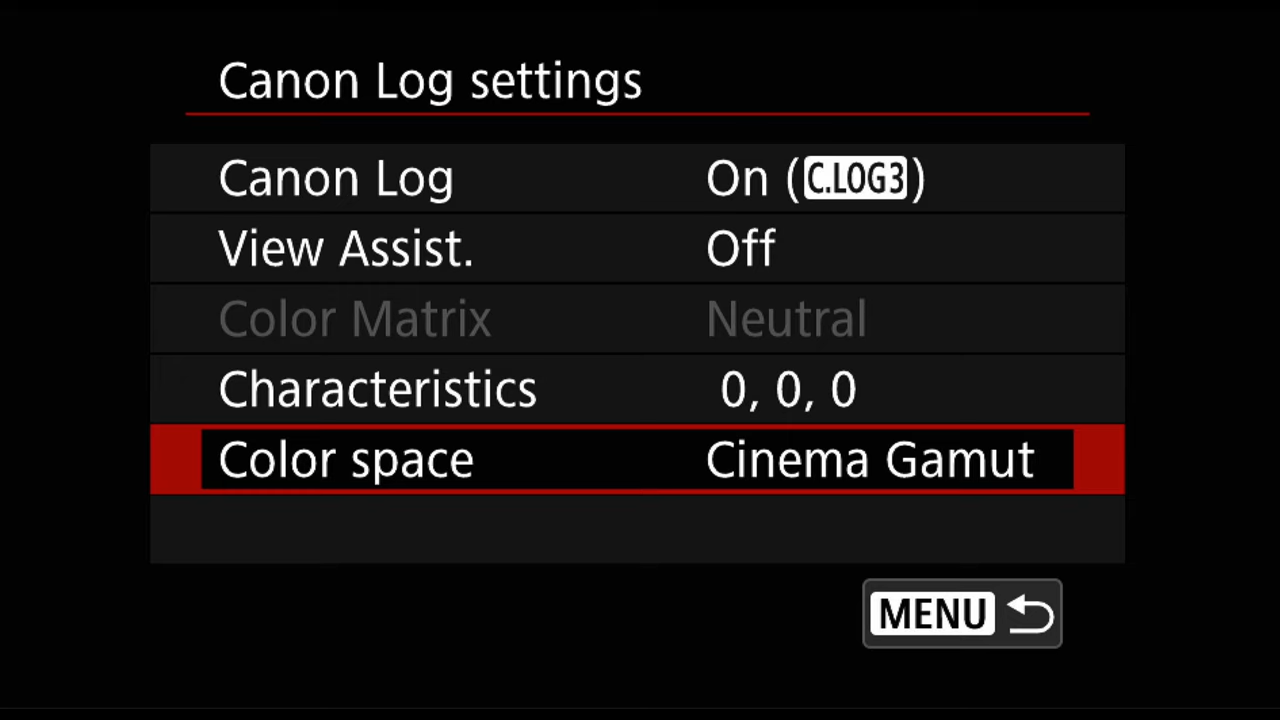 Canon Log settings
Canon Log On (C.LOG3)
View Assist. Off
Color Matrix Neutral
Characteristics 0, 0, 0
Color space Cinema Gamut
MENU